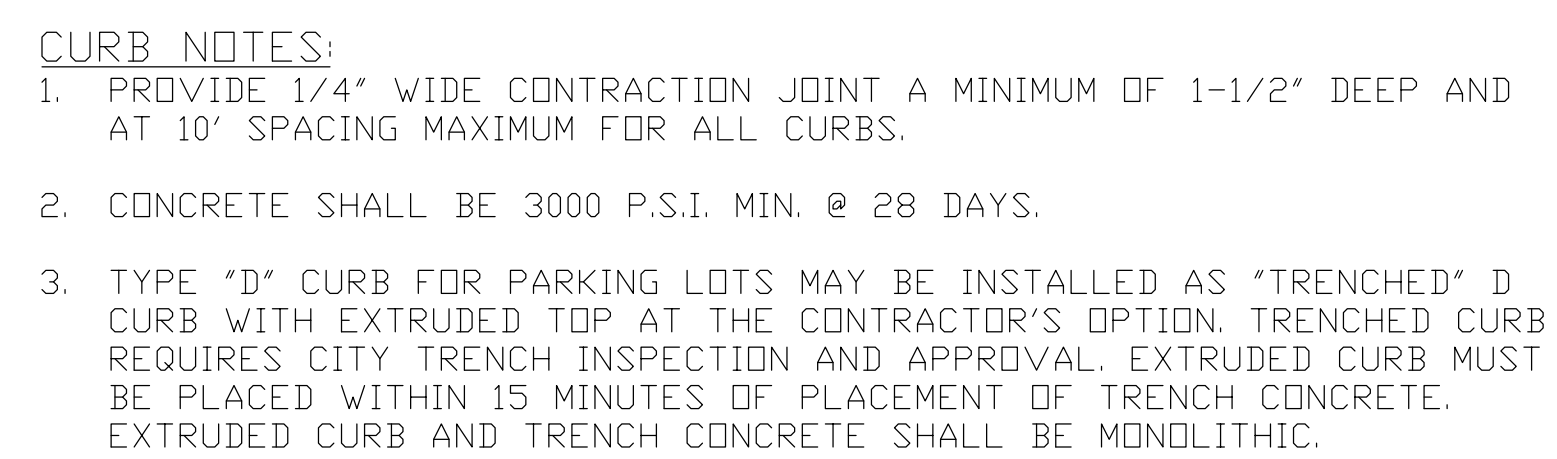 CURB NOTES:
1. PROVIDE 1/4" WIDE CONTRACTION JOINT A MINIMUM OF 1-1/2" DEEP AND
AT 10' SPACING MAXIMUM FOR ALL CURBS.
2. CONCRETE SHALL BE 3000 P.S.I. MIN. @ 28 DAYS.
3. TYPE "D" CURB FOR PARKING LOTS MAY BE INSTALLED AS "TRENCHED" D
CURB WITH EXTRUDED TOP AT THE CONTRACTOR'S OPTION. TRENCHED CURB
REQUIRES CITY TRENCH INSPECTION AND APPROVAL. EXTRUDED CURB MUST
BE PLACED WITHIN 15 MINUTES OF PLACEMENT OF TRENCH CONCRETE.
EXTRUDED CURB AND TRENCH CONCRETE SHALL BE MONOLITHIC.